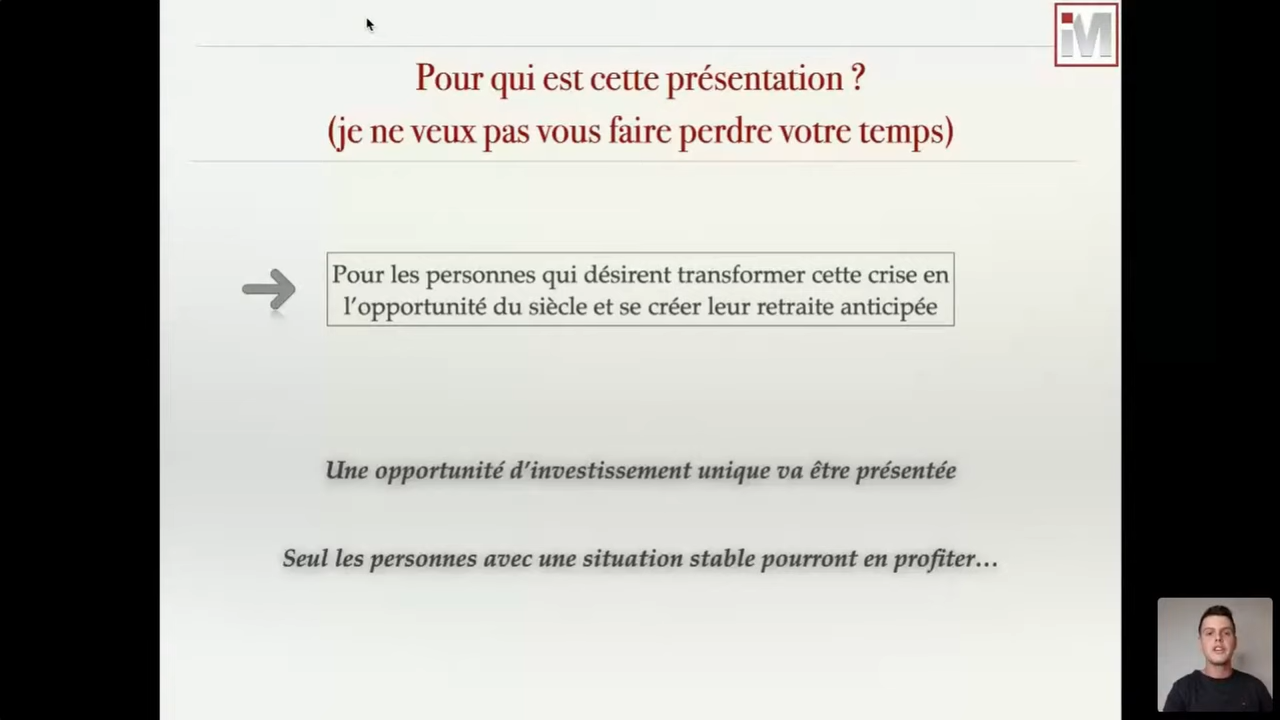 iM
Pour qui est cette présentation ?
(je ne veux pas vous faire perdre votre temps)
Pour les personnes qui désirent transformer cette crise en
l’opportunité du siècle et se créer leur retraite anticipée
Une opportunité d’investissement unique va être présentée
Seul les personnes avec une situation stable pourront en profiter…